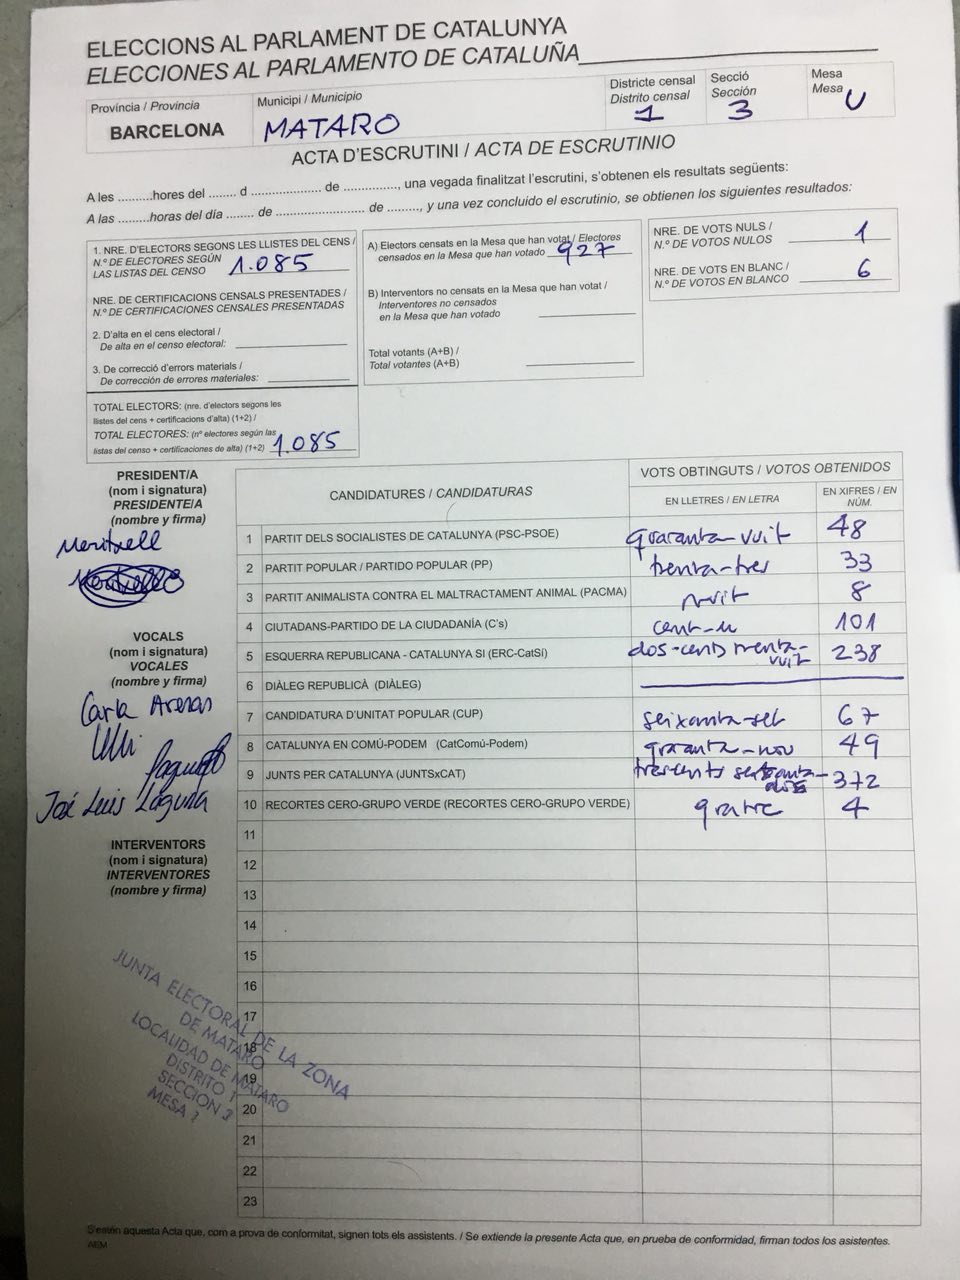 ELECCIONS AL PARLAMENT DE CATALUNYA
ELECCIONES AL PARLAMENTO DE CATALUÑA
Província / Provincia
BARCELONA
Municipi / Municipio
MATARO
Districte censal
Distrito censal
1
Secció
Sección
3
Mesa
Mesa
U
ACTA D'ESCRUTINI / ACTA DE ESCRUTINIO
A les ..........hores del ........ d ..................... de ..............., una vegada finalitzat l'escrutini, s'obtenen els resultats següents:
A las .........horas del día ........ de .......................... de ........., y una vez concluido el escrutinio, se obtienen los siguientes resultados:
1. NRE. D'ELECTORS SEGONS LES LLISTES DEL CENS /
N.º DE ELECTORES SEGÚN
LAS LISTAS DEL CENSO 1.085
NRE. DE CERTIFICACIONS CENSALS PRESENTADES /
N.º DE CERTIFICACIONES CENSALES PRESENTADAS
2. D'alta en el cens electoral /
De alta en el censo electoral:
3. De correcció d'errors materials /
De corrección de errores materiales:
TOTAL ELECTORS: (nre. d'electors segons les
llistes del cens + certificacions d'alta) (1+2) /
TOTAL ELECTORES: (nº electores según las
listas del censo + certificaciones de alta) (1+2) 1.085
A) Electors censats en la Mesa que han votat / Electores
censados en la Mesa que han votado 927
B) Interventors no censats en la Mesa que han votat /
Interventores no censados
en la Mesa que han votado
Total votants (A+B) /
Total votantes (A+B)
NRE. DE VOTS NULS /
N.º DE VOTOS NULOS 1
NRE. DE VOTS EN BLANC /
N.º DE VOTOS EN BLANCO 6
PRESIDENT/A
(nom i signatura)
PRESIDENTE/A
(nombre y firma)
Meritxell
VOCALS
(nom i signatura)
VOCALES
(nombre y firma)
Carla Arenas
José Luis Laguna
INTERVENTORS
(nom i signatura)
INTERVENTORES
(nombre y firma)
CANDIDATURES / CANDIDATURAS
VOTS OBTINGUTS / VOTOS OBTENIDOS
EN LLETRES / EN LETRA
EN XIFRES / EN NÚM.
1 PARTIT DELS SOCIALISTES DE CATALUNYA (PSC-PSOE) quaranta-vuit 48
2 PARTIT POPULAR / PARTIDO POPULAR (PP) trenta-tres 33
3 PARTIT ANIMALISTA CONTRA EL MALTRACTAMENT ANIMAL (PACMA) vuit 8
4 CIUTADANS-PARTIDO DE LA CIUDADANÍA (C's) cent-u 101
5 ESQUERRA REPUBLICANA - CATALUNYA SI (ERC-CatSí) dos-cents trenta-vuit 238
6 DIÀLEG REPUBLICÀ (DIÀLEG)
7 CANDIDATURA D'UNITAT POPULAR (CUP) seixanta-set 67
8 CATALUNYA EN COMÚ-PODEM (CatComú-Podem) quaranta-nou 49
9 JUNTS PER CATALUNYA (JUNTSxCAT) trescents setanta-dos 372
10 RECORTES CERO-GRUPO VERDE (RECORTES CERO-GRUPO VERDE) quatre 4
11
12
13
14
15
16
17
18
19
20
21
22
23
JUNTA ELECTORAL DE LA ZONA
DE MATARO
LOCALIDAD DE MATARO
DISTRITO 1
SECCION 3
MESA
S'estén aquesta Acta que, com a prova de conformitat, signen tots els assistents. / Se extiende la presente Acta que, en prueba de conformidad, firman todos los asistentes.
AEM